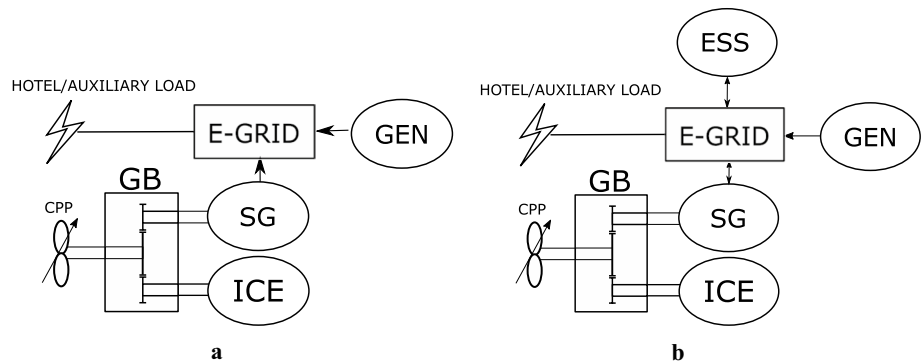 HOTEL/AUXILIARY LOAD
E-GRID
GEN
GB
CPP
SG
ICE
a
ESS
HOTEL/AUXILIARY LOAD
E-GRID
GEN
GB
CPP
SG
ICE
b